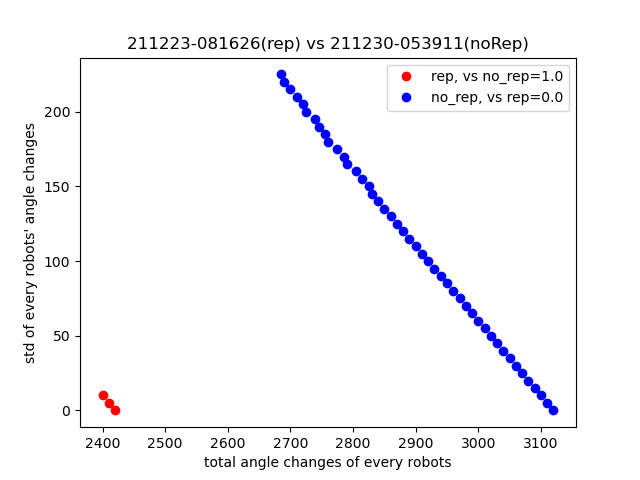 211223-081626(rep) vs 211230-053911(noRep)
rep, vs no_rep=1.0
no_rep, vs rep=0.0
std of every robots' angle changes
200
150
100
50
0
2400 2500 2600 2700 2800 2900 3000 3100
total angle changes of every robots